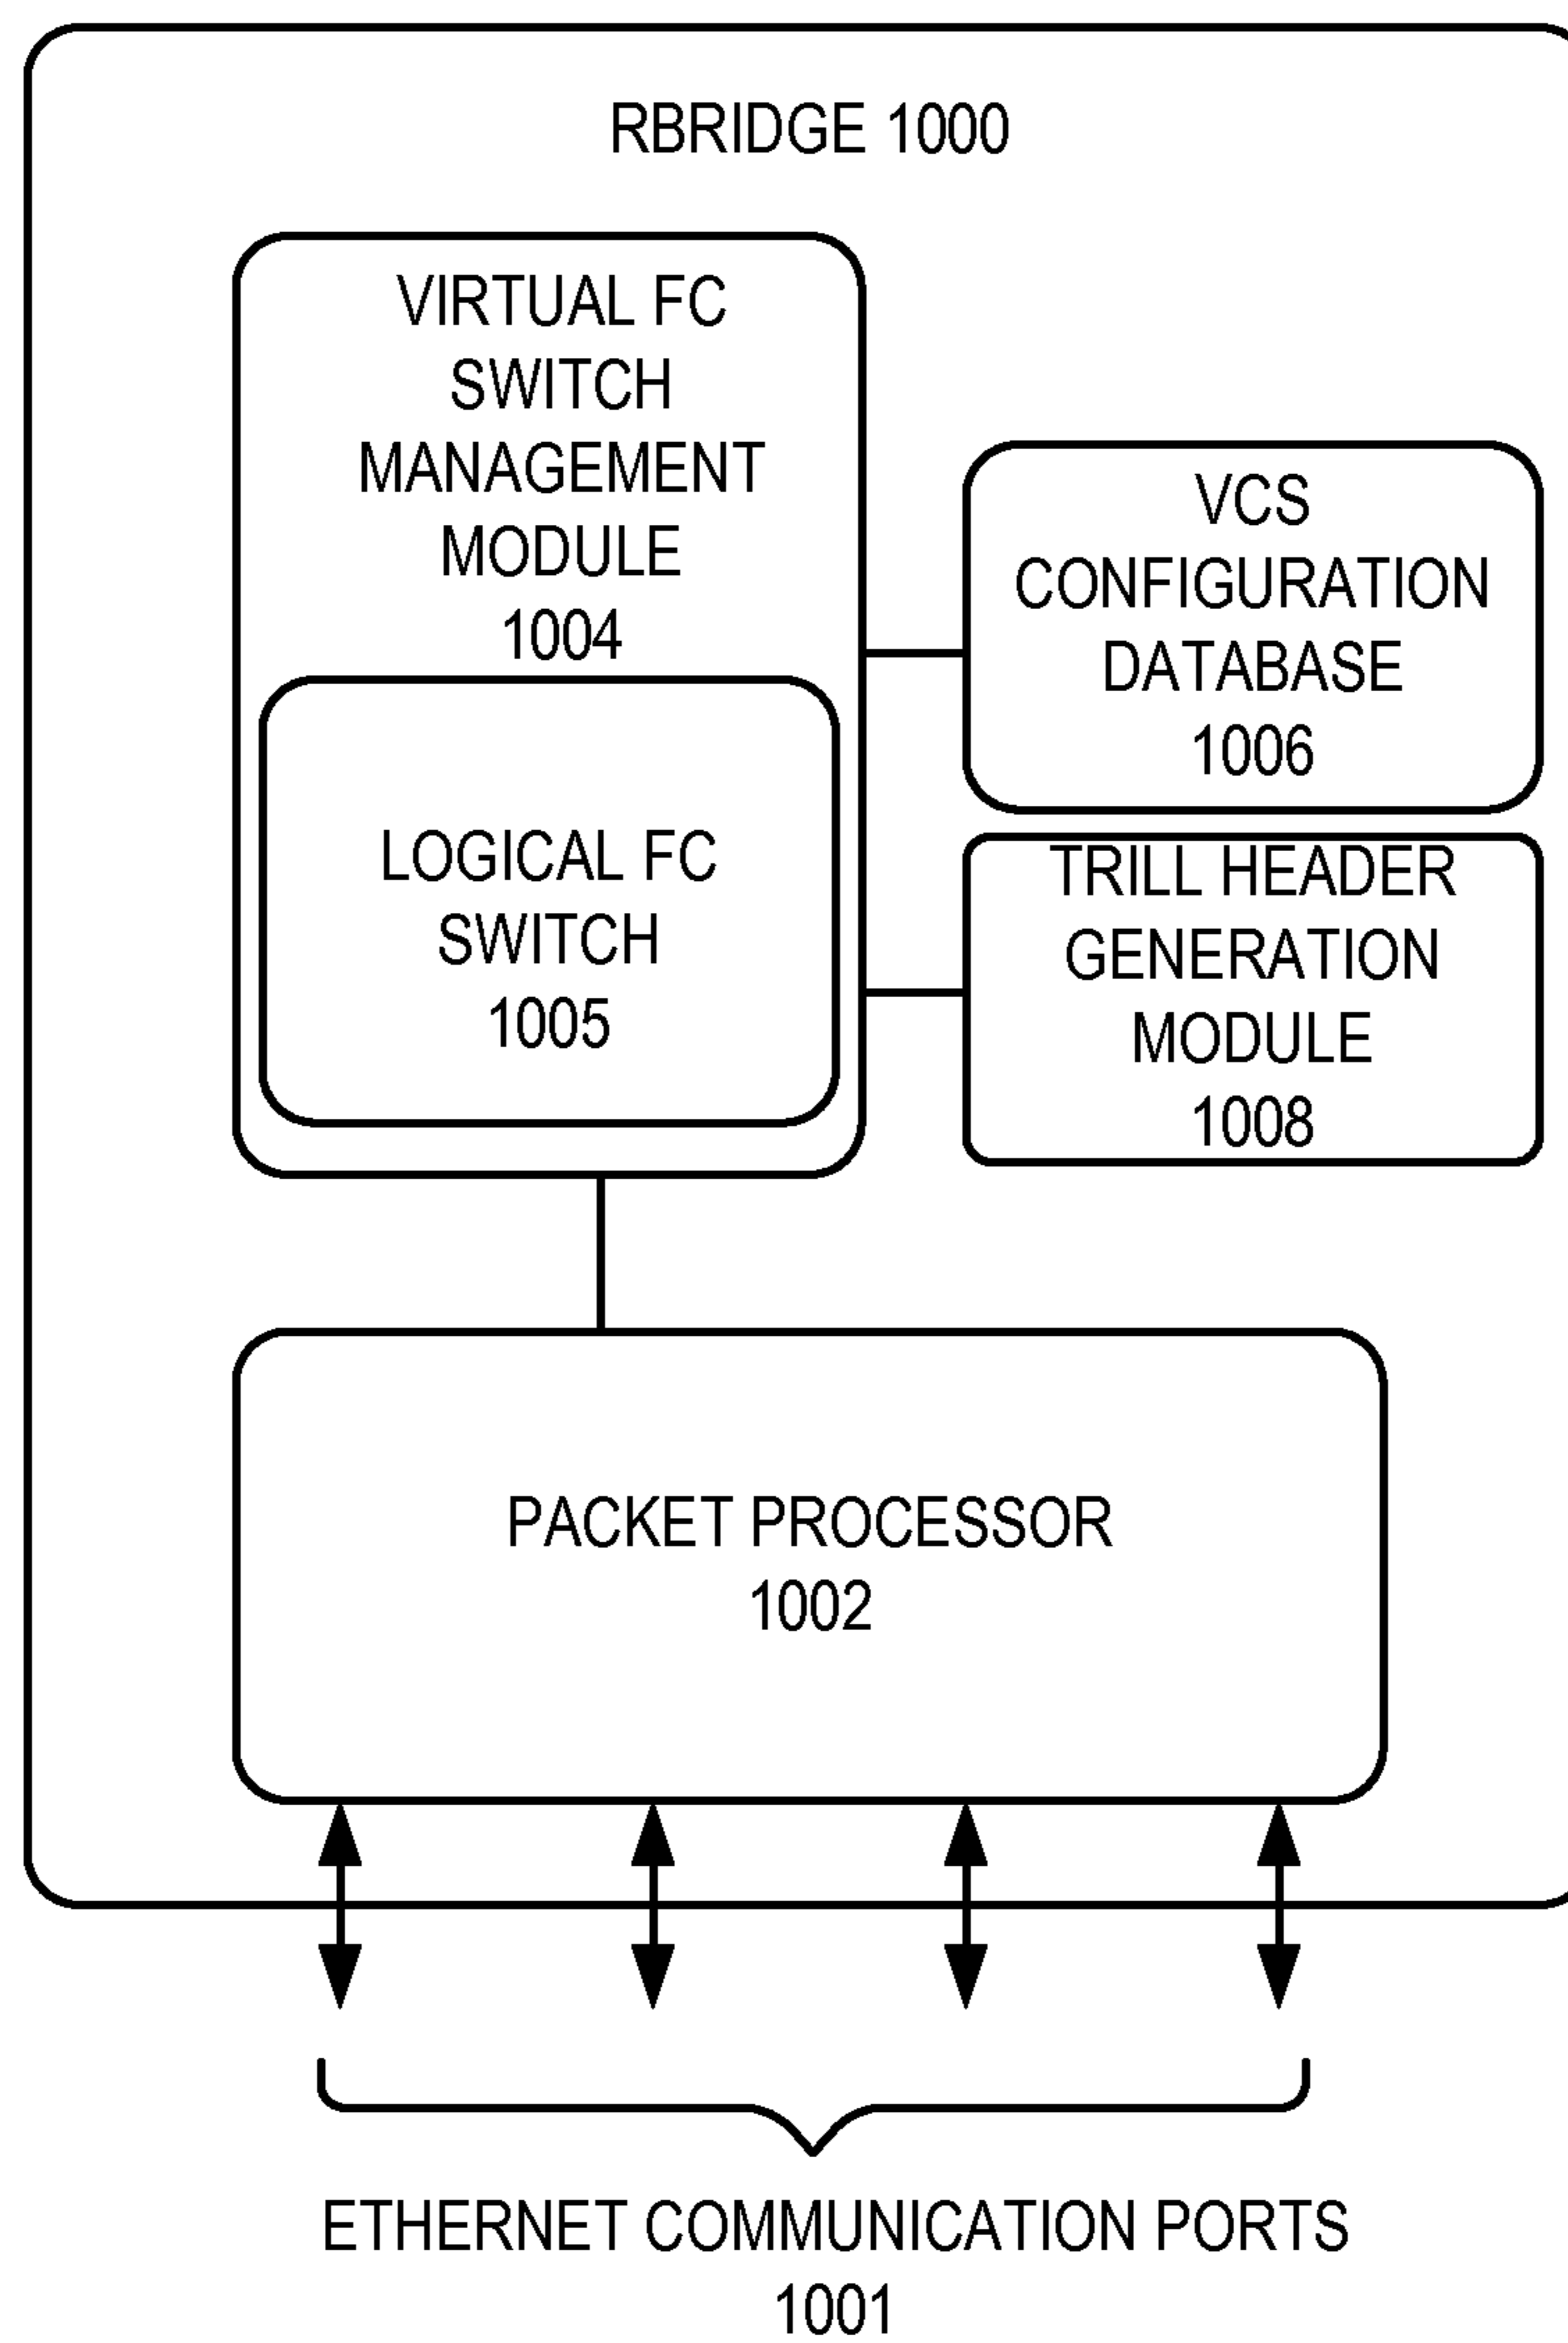 RBRIDGE 1000
VIRTUAL FC
SWITCH
MANAGEMENT
MODULE
1004
LOGICAL FC
SWITCH
1005
VCS
CONFIGURATION
DATABASE
1006
TRILL HEADER
GENERATION
MODULE
1008
PACKET PROCESSOR
1002
ETHERNET COMMUNICATION PORTS
1001